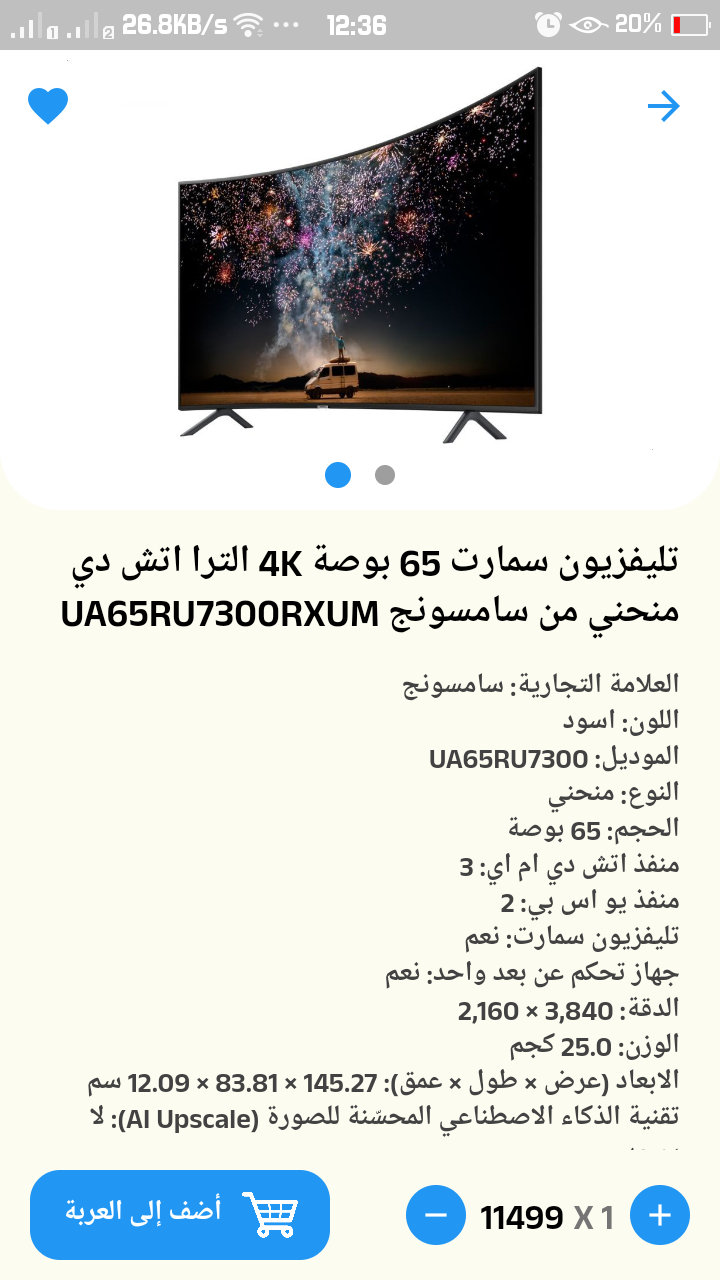 26.8KB/s ... 12:36 20%
تليفزيون سمارت 65 بوصة 4K الترا اتش دي
منحني من سامسونج UA65RU7300RXUM
العلامة التجارية: سامسونج
اللون: اسود
الموديل: UA65RU7300
النوع: منحني
الحجم: 65 بوصة
منفذ اتش دي ام اي: 3
منفذ يو اس بي: 2
تليفزيون سمارت: نعم
جهاز تحكم عن بعد واحد: نعم
الدقة: 3,840 × 2,160
الوزن: 25.0 كجم
الابعاد (عرض × طول × عمق): 145.27 × 83.81 × 12.09 سم
تقنية الذكاء الاصطناعي المحسّنة للصورة (AI Upscale): لا
11499 X 1
أضف إلى العربة